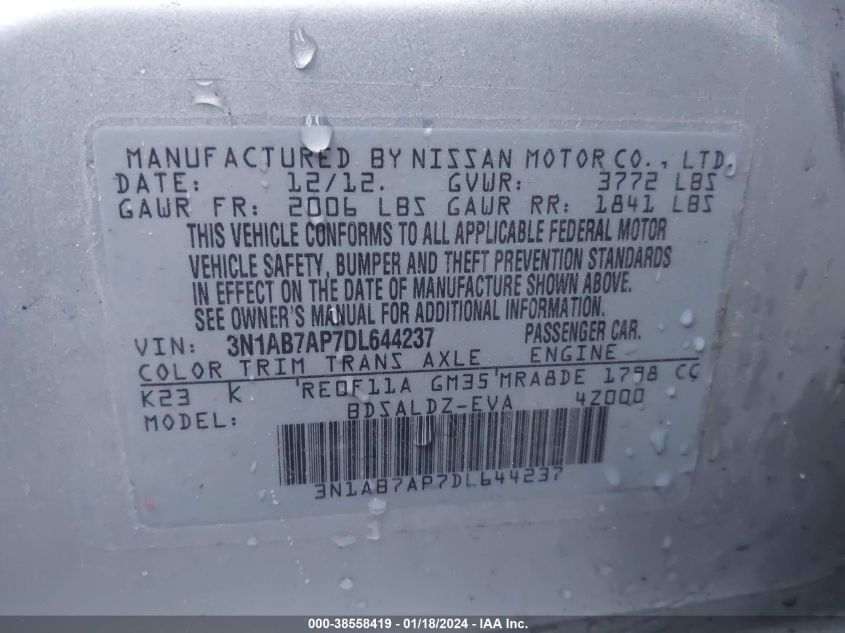 MANUFACTURED BY NISSAN MOTOR CO., LTD.
DATE: 12/12. GVWR: 3772 LBS
GAWR FR: 2006 LBS GAWR RR: 1841 LBS
THIS VEHICLE CONFORMS TO ALL APPLICABLE FEDERAL MOTOR
VEHICLE SAFETY, BUMPER AND THEFT PREVENTION STANDARDS
IN EFFECT ON THE DATE OF MANUFACTURE SHOWN ABOVE.
SEE OWNER'S MANUAL FOR ADDITIONAL INFORMATION.
VIN: 3N1AB7AP7DL644237 PASSENGER CAR.
COLOR TRIM TRANS AXLE ENGINE
K23 K RE0F11A GM35 MRA8DE 1798 CC
MODEL: BDSALDZ-EVA 4Z000
3N1AB7AP7DL644237
000-38558419 - 01/18/2024 - IAA Inc.